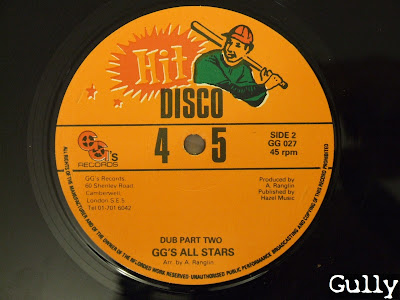 Hit
DISCO
45
SIDE 2
GG 027
45 rpm
GG's
RECORDS
GG's Records
60 Shenley Road
Camberwell,
London. S.E.5
Tel 01-701-6042
Produced by
A. Ranglin
Published by
Hazel Music
DUB PART TWO
GG'S ALL STARS
Arr. by A. Ranglin
ALL RIGHTS OF THE MANUFACTURER AND OF THE OWNER OF THE RECORDED WORK RESERVED · UNAUTHORISED PUBLIC PERFORMANCE BROADCASTING AND COPYING OF THIS RECORD PROHIBITED
Gully